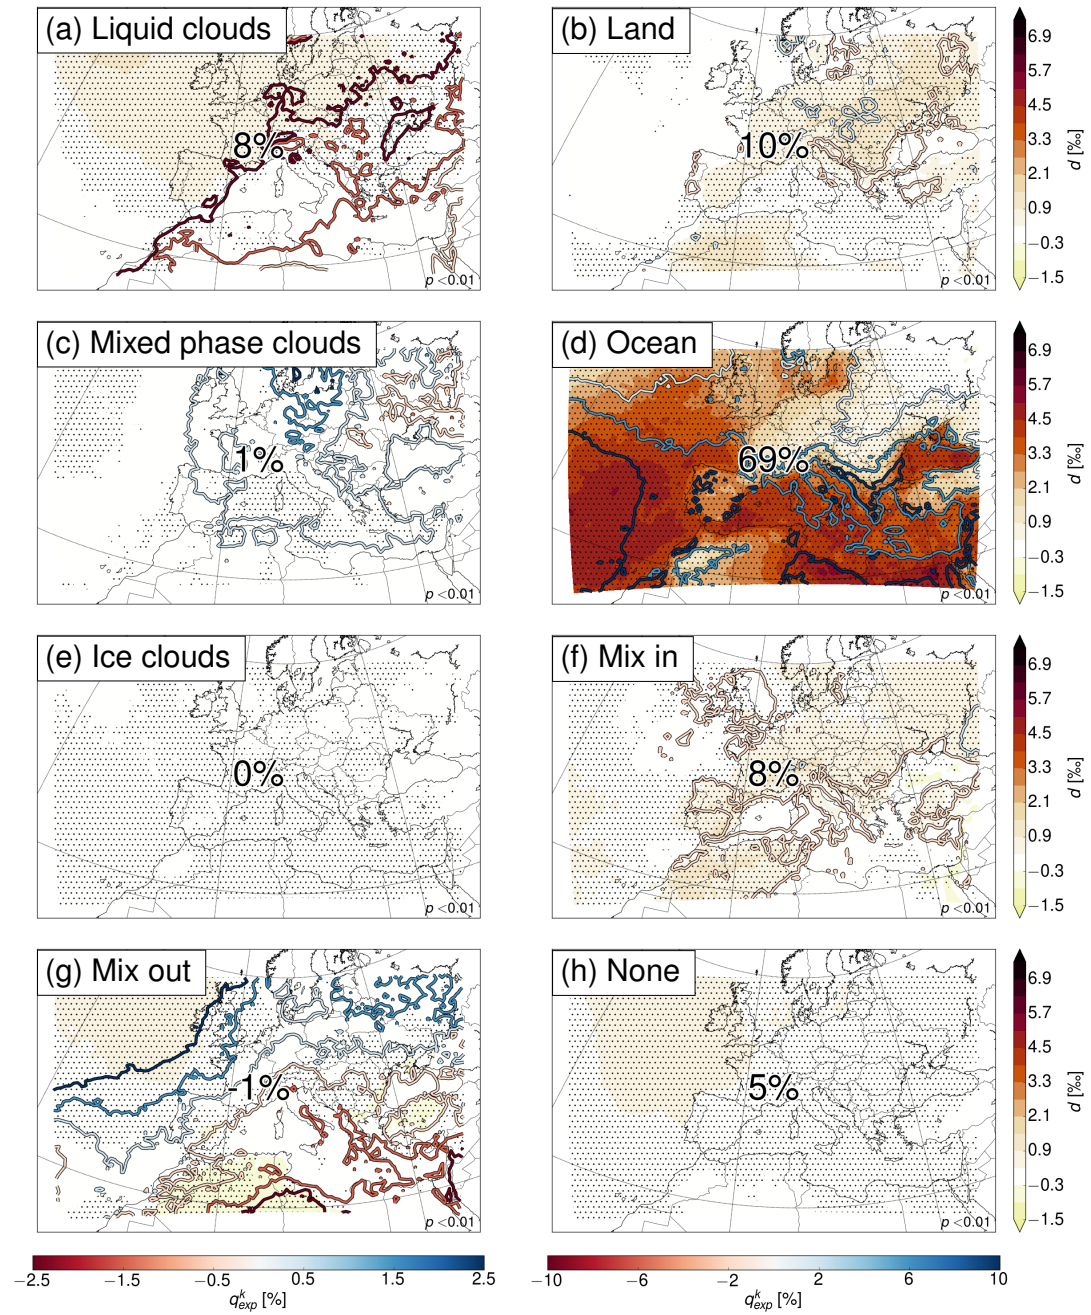 (a) Liquid clouds
8%
p <0.01
(b) Land
10%
6.9
5.7
4.5
3.3
2.1
0.9
−0.3
−1.5
d [‰]
(c) Mixed phase clouds
1%
p <0.01
(d) Ocean
69%
p <0.01
6.9
5.7
4.5
3.3
2.1
0.9
−0.3
−1.5
d [‰]
(e) Ice clouds
0%
p <0.01
(f) Mix in
8%
p <0.01
6.9
5.7
4.5
3.3
2.1
0.9
−0.3
−1.5
d [‰]
(g) Mix out
-1%
p <0.01
(h) None
5%
p <0.01
6.9
5.7
4.5
3.3
2.1
0.9
−0.3
−1.5
d [‰]
−2.5 −1.5 −0.5 0.5 1.5 2.5
q^k_exp [%]
−10 −6 −2 2 6 10
q^k_exp [%]